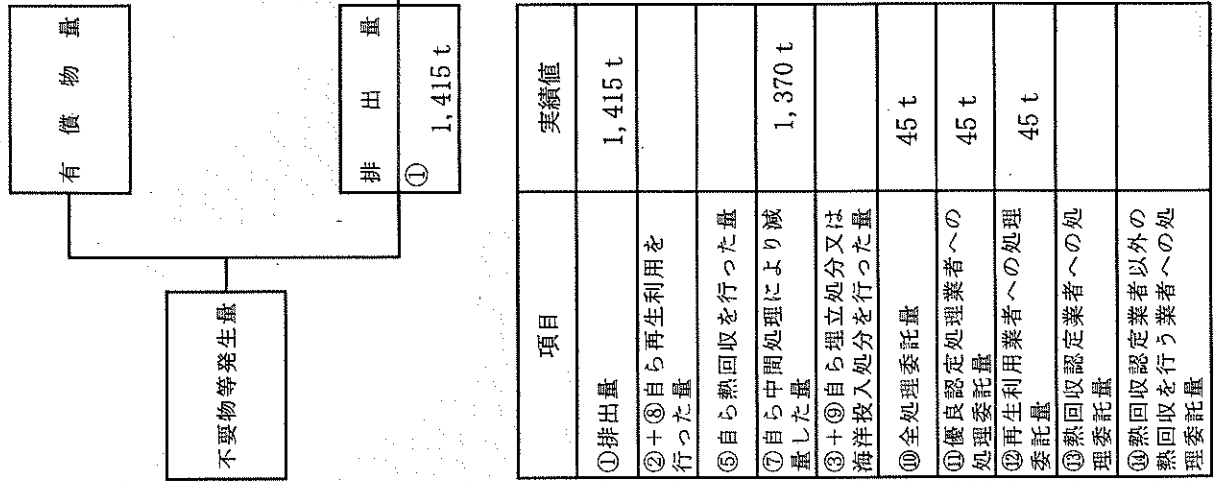 有償物量
不要物等発生量
排出量
①
1,415 t
項目
実績値
①排出量
1,415 t
②+⑧自ら再生利用を
行った量
⑤自ら熱回収を行った量
⑦自ら中間処理により減
量した量
1,370 t
③+⑨自ら埋立処分又は
海洋投入処分を行った量
⑩全処理委託量
45 t
⑪優良認定処理業者への
処理委託量
45 t
⑫再生利用業者への処理
委託量
45 t
⑬熱回収認定業者への処
理委託量
⑭熱回収認定業者以外の
熱回収を行う業者への処
理委託量